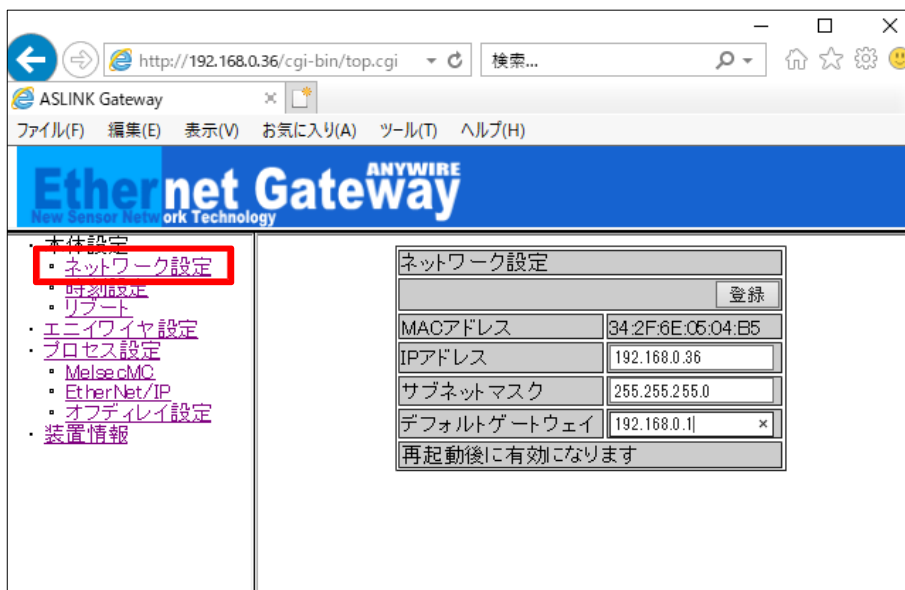 http://192.168.0.36/cgi-bin/top.cgi
検索...
ASLINK Gateway
ファイル(F) 編集(E) 表示(V) お気に入り(A) ツール(T) ヘルプ(H)
Ethernet Gateway
ANYWIRE
New Sensor Network Technology
・本体設定
・ネットワーク設定
・時刻設定
・リブート
・エニイワイヤ設定
・プロセス設定
・MelsecMC
・EtherNet/IP
・オフディレイ設定
・装置情報
ネットワーク設定
登録
MACアドレス 34:2F:6E:05:04:B5
IPアドレス 192.168.0.36
サブネットマスク 255.255.255.0
デフォルトゲートウェイ 192.168.0.1
再起動後に有効になります